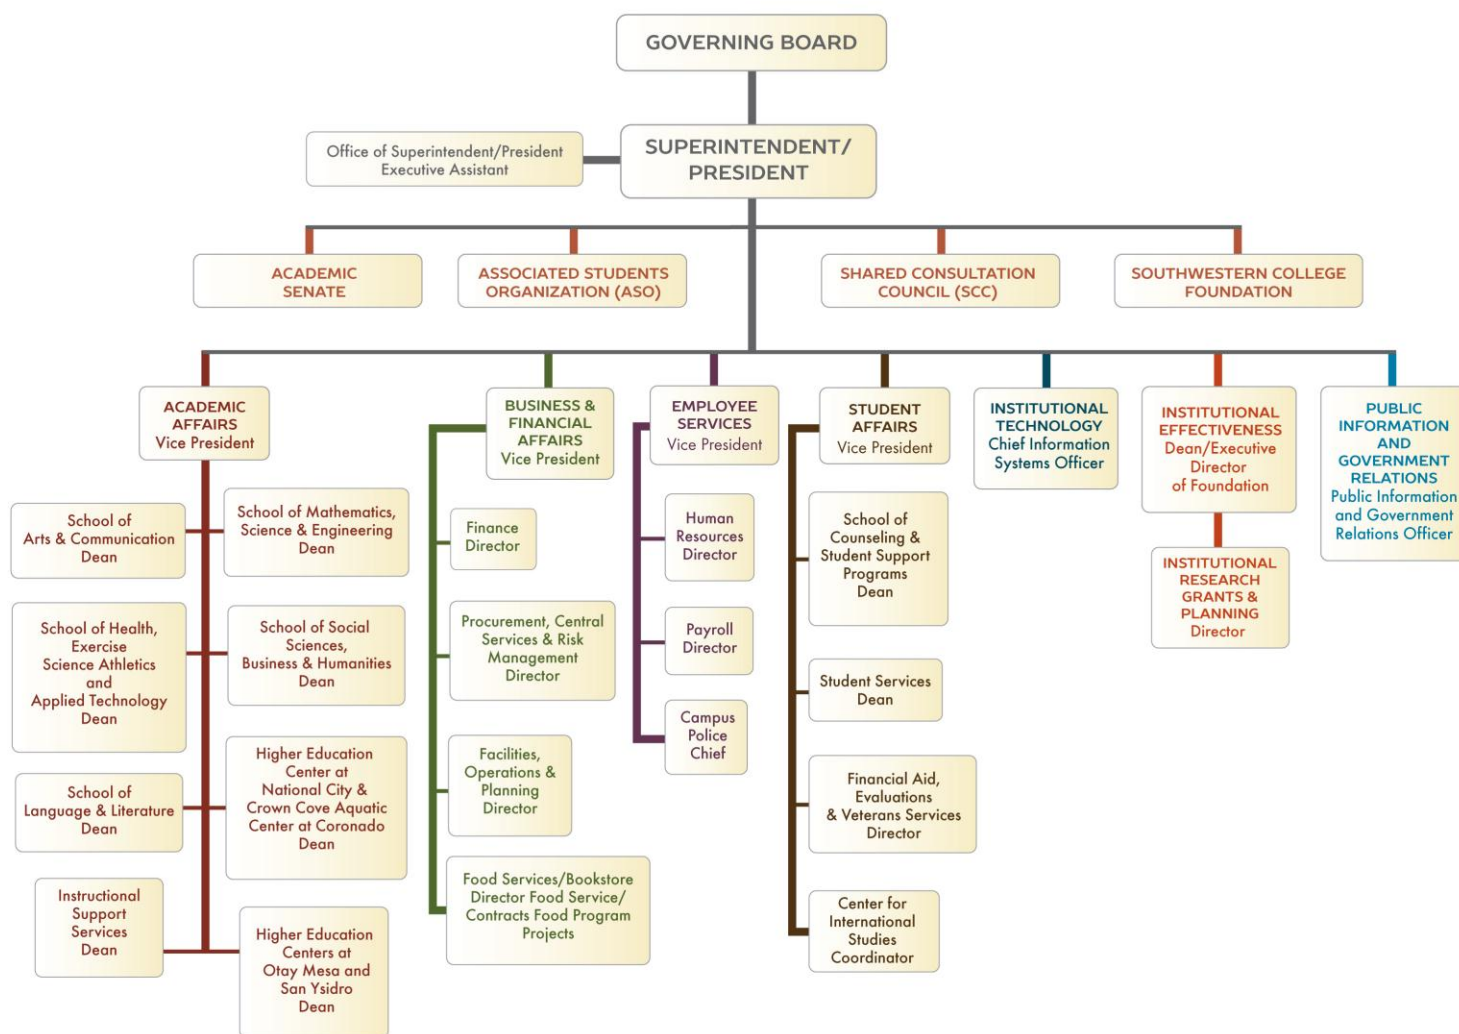 GOVERNING BOARD
SUPERINTENDENT/
PRESIDENT
Office of Superintendent/President
Executive Assistant
ACADEMIC
SENATE
ASSOCIATED STUDENTS
ORGANIZATION (ASO)
SHARED CONSULTATION
COUNCIL (SCC)
SOUTHWESTERN COLLEGE
FOUNDATION
ACADEMIC
AFFAIRS
Vice President
School of
Arts & Communication
Dean
School of Mathematics,
Science & Engineering
Dean
School of Health,
Exercise
Science Athletics
and
Applied Technology
Dean
School of Social
Sciences,
Business & Humanities
Dean
School of
Language & Literature
Dean
Higher Education
Center at
National City &
Crown Cove Aquatic
Center at Coronado
Dean
Instructional
Support
Services
Dean
Higher Education
Centers at
Otay Mesa and
San Ysidro
Dean
BUSINESS &
FINANCIAL
AFFAIRS
Vice President
Finance
Director
Procurement, Central
Services & Risk
Management
Director
Facilities,
Operations &
Planning
Director
Food Services/Bookstore
Director Food Service/
Contracts Food Program
Projects
EMPLOYEE
SERVICES
Vice President
Human
Resources
Director
Payroll
Director
Campus
Police
Chief
STUDENT
AFFAIRS
Vice President
School of
Counseling &
Student Support
Programs
Dean
Student Services
Dean
Financial Aid,
Evaluations
& Veterans Services
Director
Center for
International
Studies
Coordinator
INSTITUTIONAL
TECHNOLOGY
Chief Information
Systems Officer
INSTITUTIONAL
EFFECTIVENESS
Dean/Executive
Director
of Foundation
INSTITUTIONAL
RESEARCH
GRANTS &
PLANNING
Director
PUBLIC
INFORMATION
AND
GOVERNMENT
RELATIONS
Public Information
and Government
Relations Officer